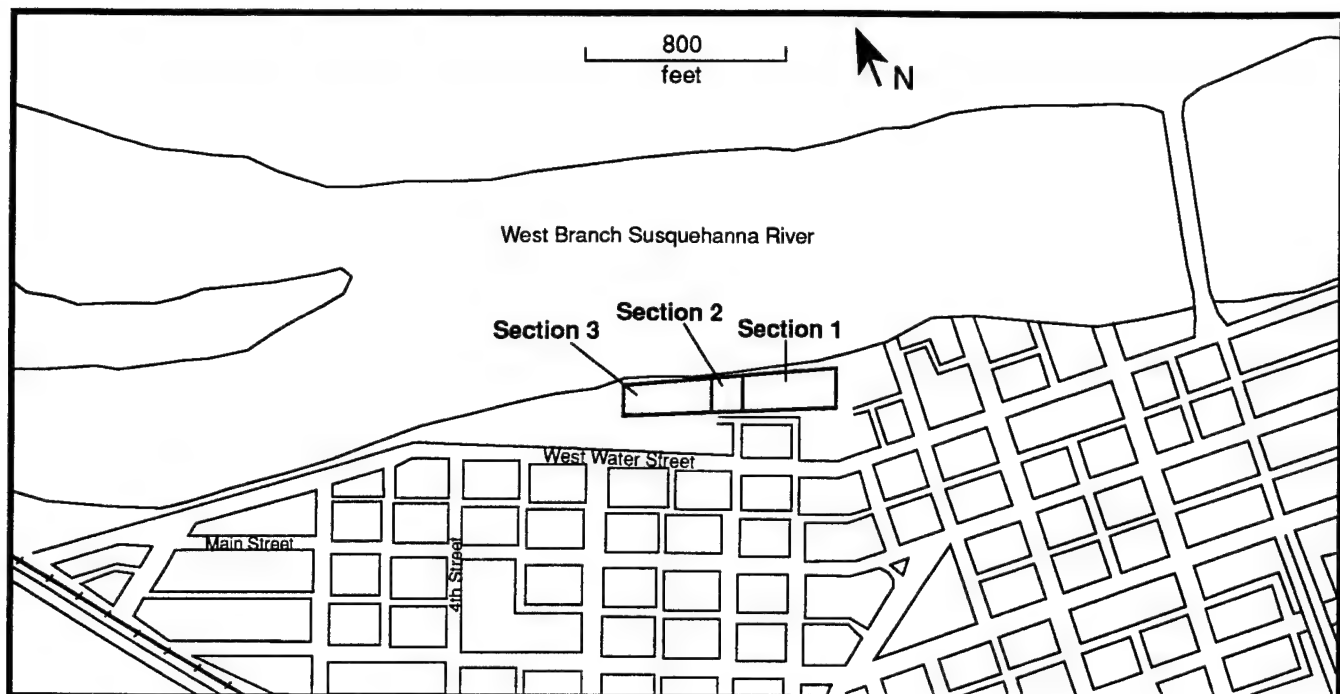 800
feet
N
West Branch Susquehanna River
Section 3
Section 2
Section 1
West Water Street
Main Street
4th Street